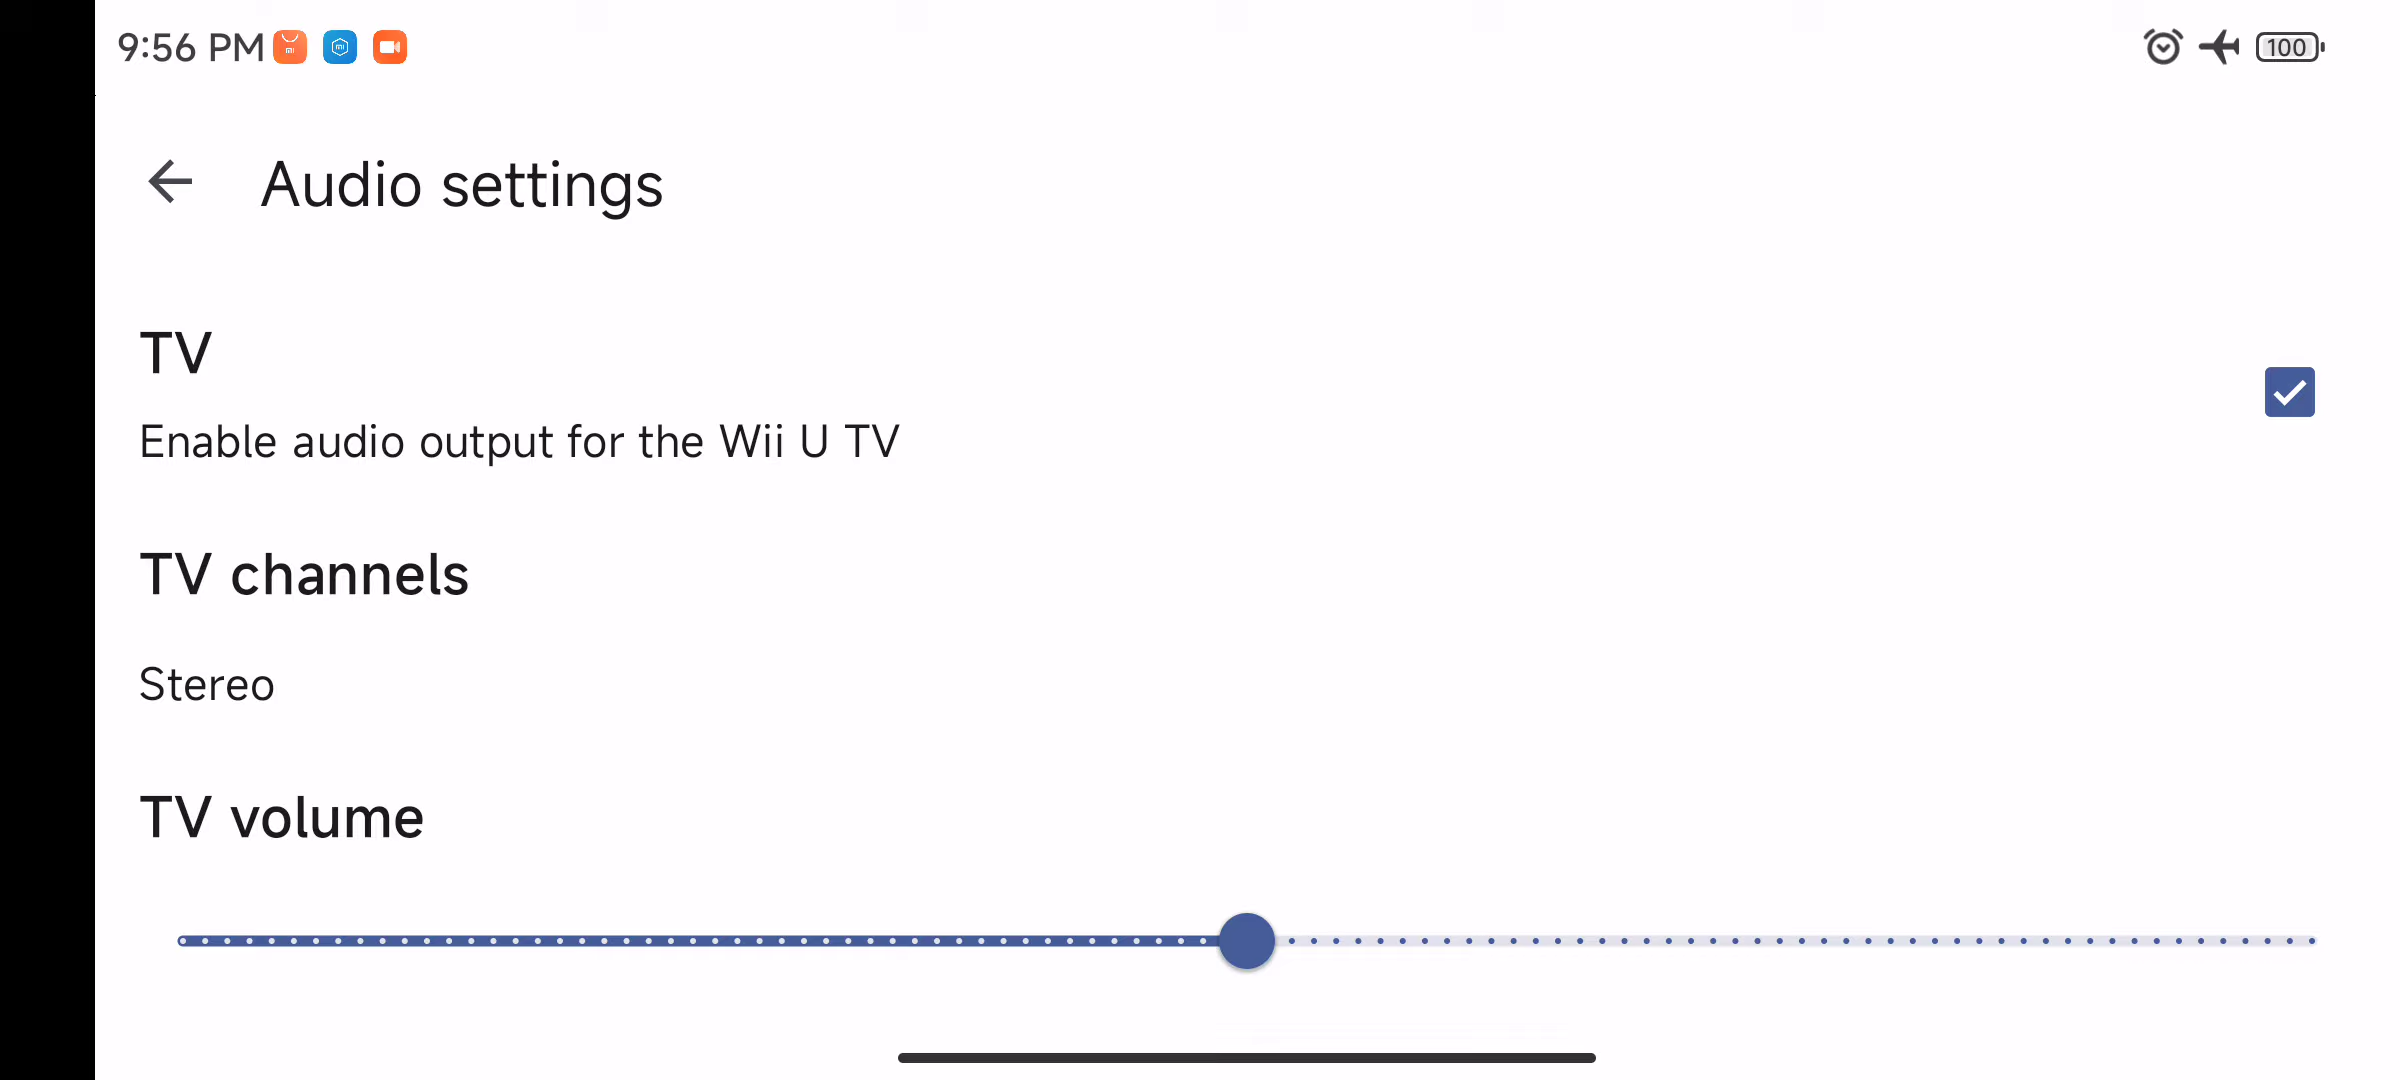 9:56 PM
100
Audio settings
TV
Enable audio output for the Wii U TV
TV channels
Stereo
TV volume